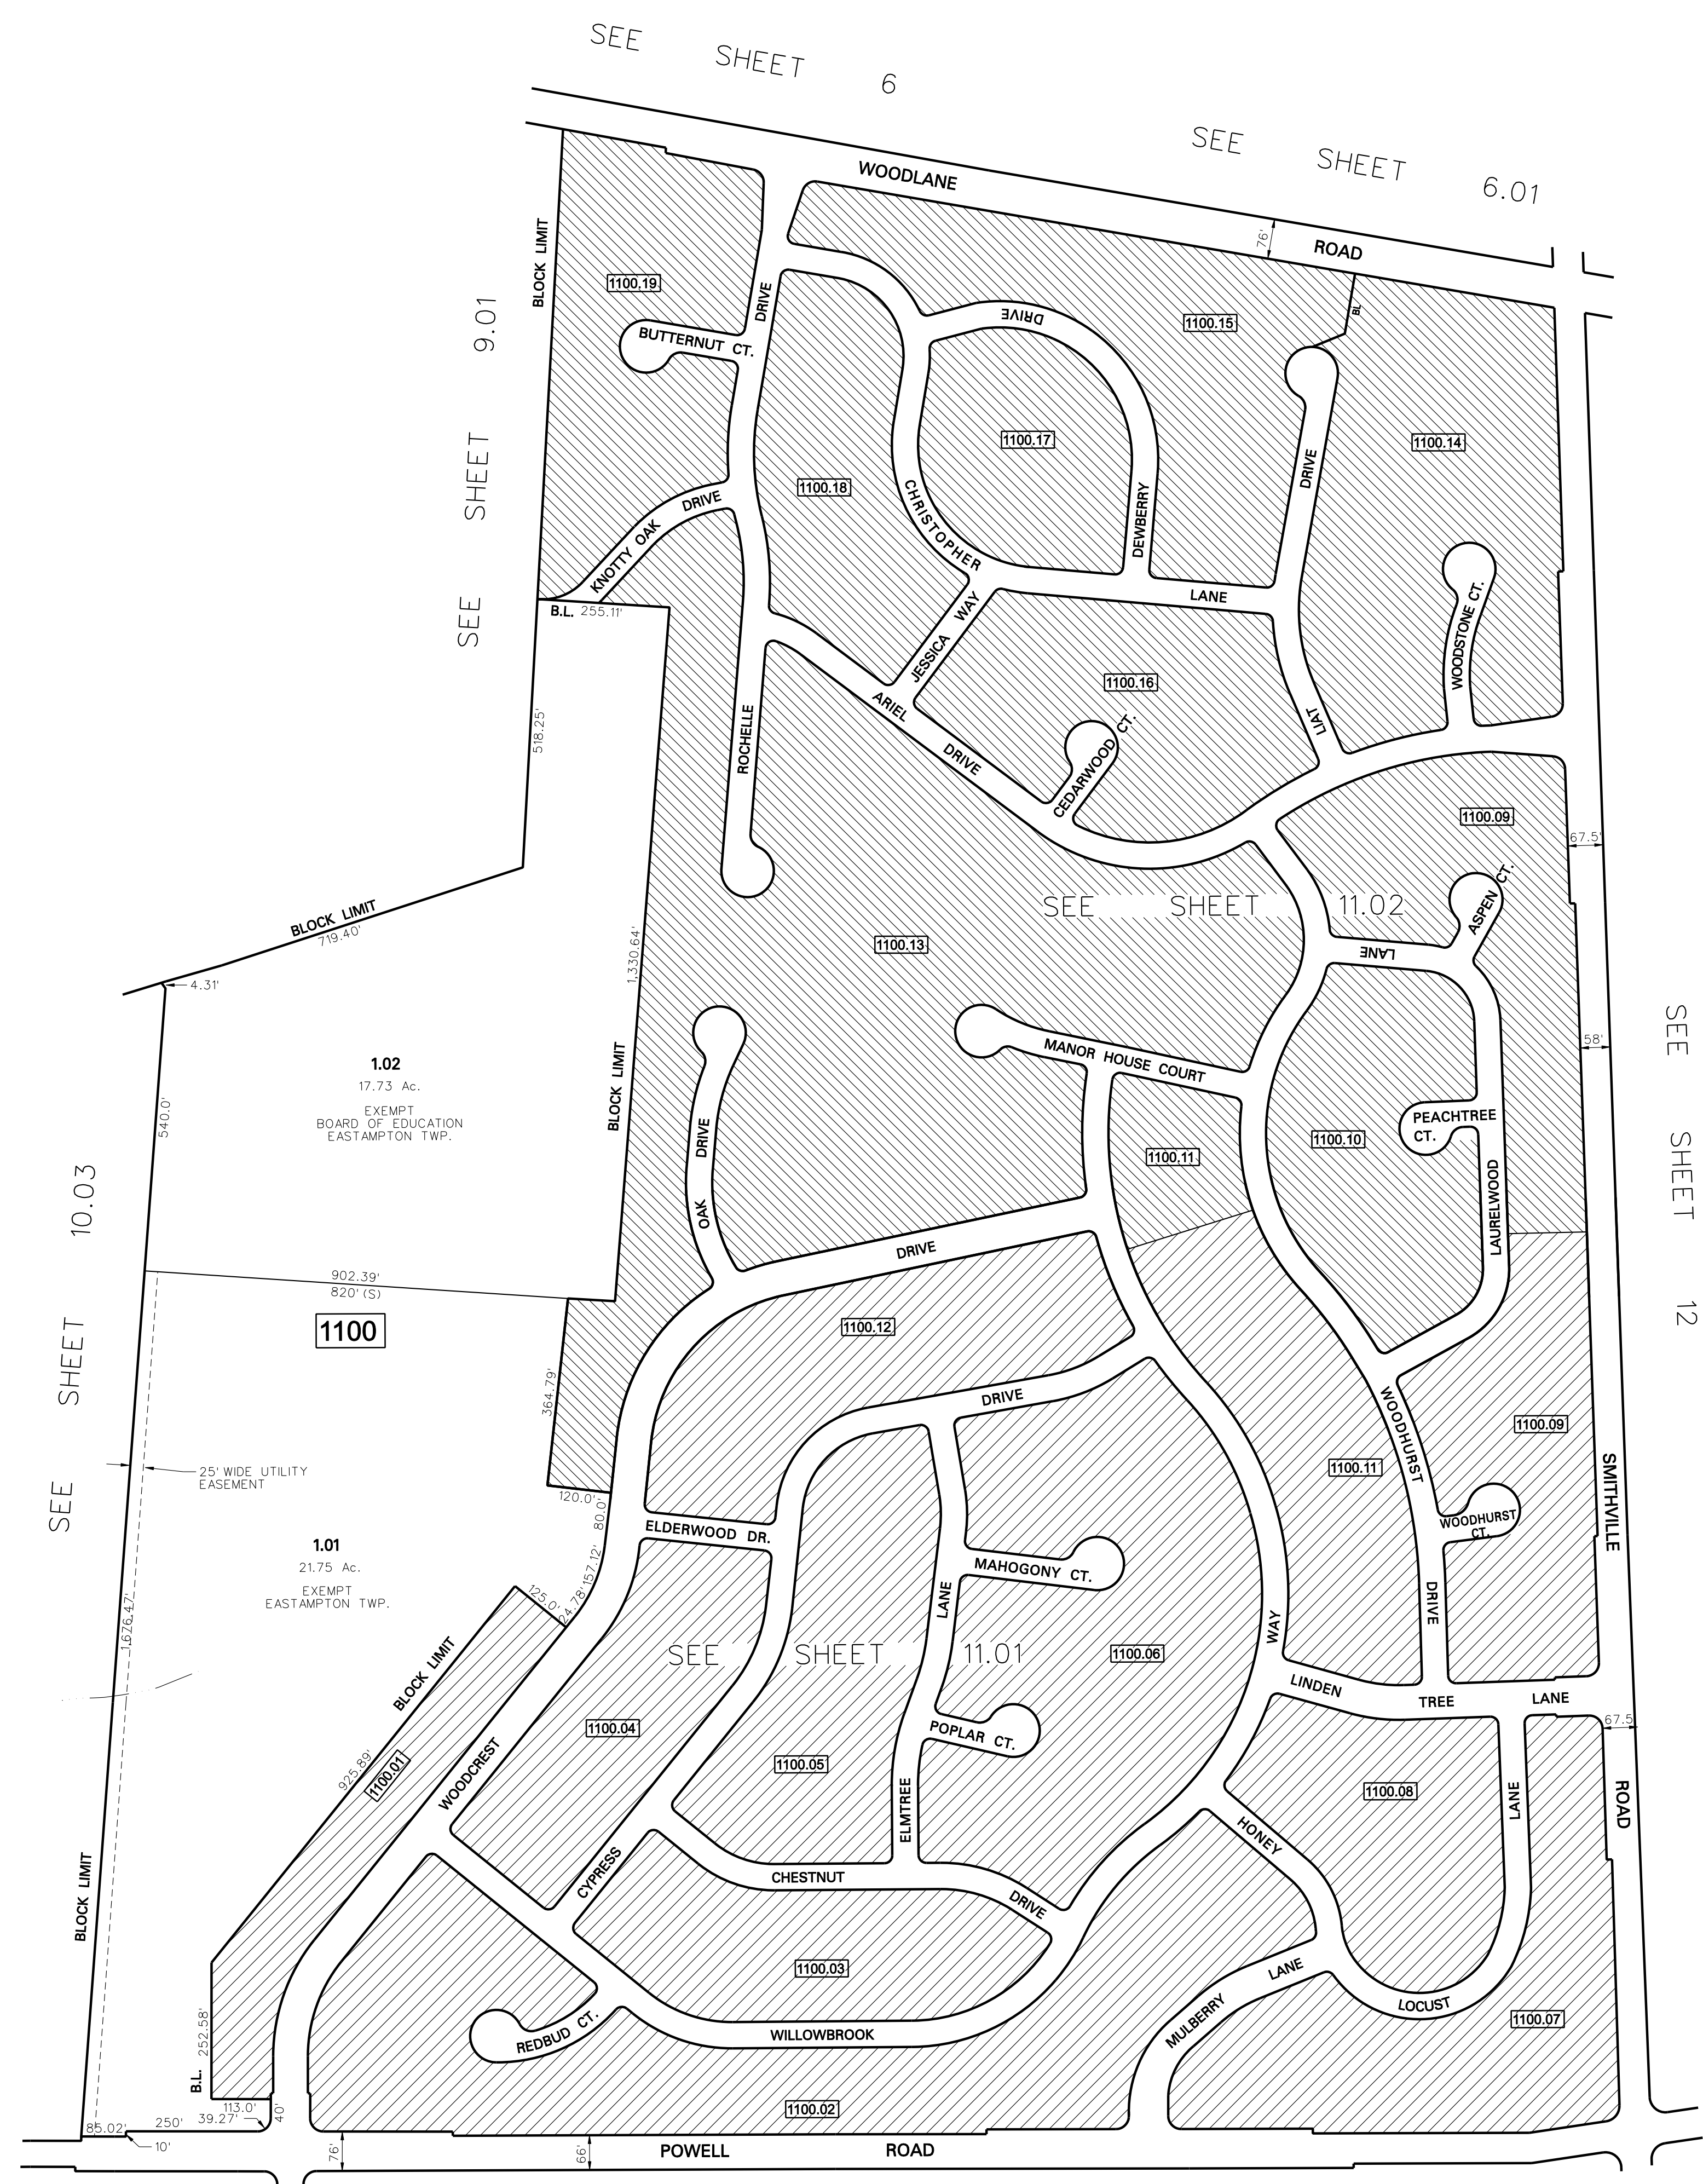 SEE SHEET 6
SEE SHEET 6.01
WOODLANE ROAD
76'
BLOCK LIMIT
1100.19
DRIVE
BUTTERNUT CT.
DRIVE
1100.15
BL
SEE SHEET 9.01
1100.17
1100.14
1100.18
DRIVE
CHRISTOPHER LANE
DEWBERRY
KNOTTY OAK DRIVE
B.L. 255.11'
JESSICA WAY
WOODSTONE CT.
1100.16
518.25'
ROCHELLE
ARIEL DRIVE
LIAT
CEDARWOOD CT.
1100.09
67.5'
ASPEN CT.
SEE SHEET 11.02
BLOCK LIMIT
719.40'
1,330.64'
1100.13
LANE
4.31'
58'
SEE SHEET 12
MANOR HOUSE COURT
1.02
17.73 Ac.
EXEMPT
BOARD OF EDUCATION
EASTAMPTON TWP.
540.0'
BLOCK LIMIT
OAK DRIVE
1100.11
1100.10
PEACHTREE
CT.
LAURELWOOD
SEE SHEET 10.03
DRIVE
902.39'
820' (S)
1100
1100.12
364.79'
DRIVE
WOODHURST
1100.09
1100.11
25' WIDE UTILITY
EASEMENT
120.0'
80.0'
SMITHVILLE
WOODHURST
CT.
ELDERWOOD DR.
1.01
21.75 Ac.
EXEMPT
EASTAMPTON TWP.
157.12'
24.78'
125.0'
MAHOGONY CT.
LANE
DRIVE
1,676.47'
WAY
BLOCK LIMIT
SEE SHEET 11.01
1100.06
LINDEN TREE LANE
67.5
1100.04
POPLAR CT.
925.89'
1100.01
WOODCREST
1100.05
ELMTREE
1100.08
LANE
ROAD
HONEY
BLOCK LIMIT
CYPRESS
CHESTNUT
DRIVE
1100.03
LANE
LOCUST
MULBERRY
1100.07
252.58'
B.L.
REDBUD CT.
WILLOWBROOK
113.0'
40'
1100.02
85.02'
250'
39.27'
10'
76'
66'
POWELL ROAD